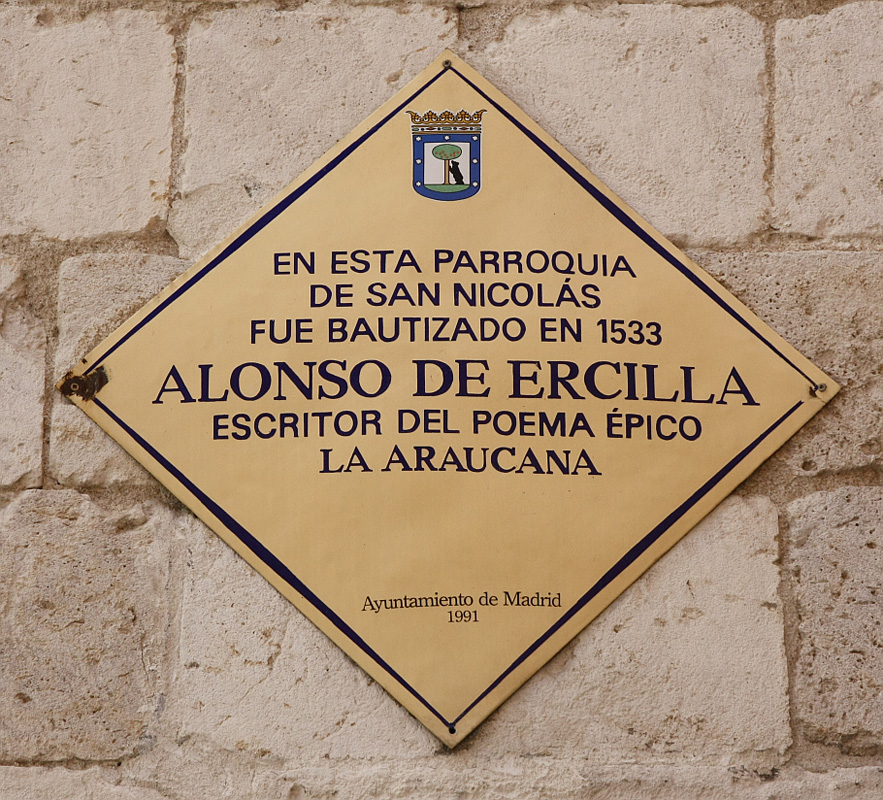 EN ESTA PARROQUIA
DE SAN NICOLÁS
FUE BAUTIZADO EN 1533
ALONSO DE ERCILLA
ESCRITOR DEL POEMA ÉPICO
LA ARAUCANA
Ayuntamiento de Madrid
1991